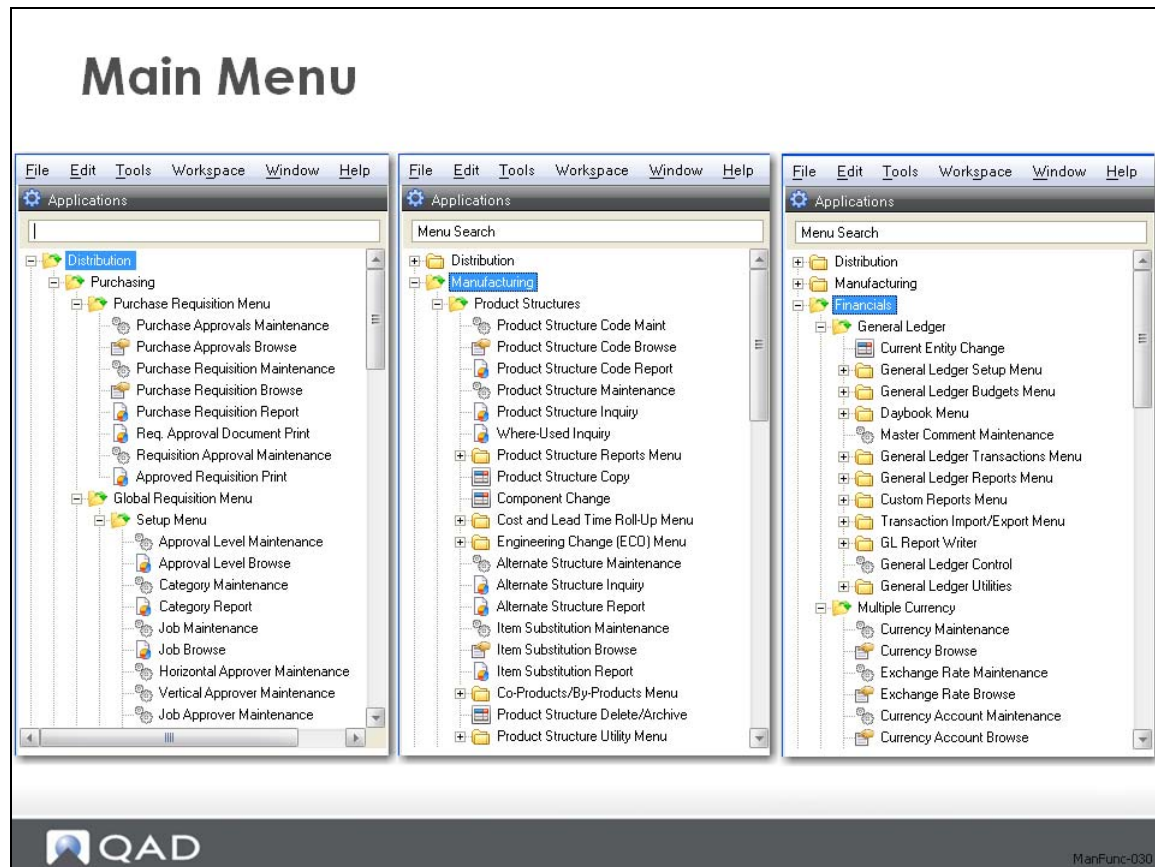 Main Menu
File Edit Tools Workspace Window Help
Applications
Distribution
Purchasing
Purchase Requisition Menu
Purchase Approvals Maintenance
Purchase Approvals Browse
Purchase Requisition Maintenance
Purchase Requisition Browse
Purchase Requisition Report
Req. Approval Document Print
Requisition Approval Maintenance
Approved Requisition Print
Global Requisition Menu
Setup Menu
Approval Level Maintenance
Approval Level Browse
Category Maintenance
Category Report
Job Maintenance
Job Browse
Horizontal Approver Maintenance
Vertical Approver Maintenance
Job Approver Maintenance
File Edit Tools Workspace Window Help
Applications
Menu Search
Distribution
Manufacturing
Product Structures
Product Structure Code Maint
Product Structure Code Browse
Product Structure Code Report
Product Structure Maintenance
Product Structure Inquiry
Where-Used Inquiry
Product Structure Reports Menu
Product Structure Copy
Component Change
Cost and Lead Time Roll-Up Menu
Engineering Change (ECO) Menu
Alternate Structure Maintenance
Alternate Structure Inquiry
Alternate Structure Report
Item Substitution Maintenance
Item Substitution Browse
Item Substitution Report
Co-Products/By-Products Menu
Product Structure Delete/Archive
Product Structure Utility Menu
File Edit Tools Workspace Window Help
Applications
Menu Search
Distribution
Manufacturing
Financials
General Ledger
Current Entity Change
General Ledger Setup Menu
General Ledger Budgets Menu
Daybook Menu
Master Comment Maintenance
General Ledger Transactions Menu
General Ledger Reports Menu
Custom Reports Menu
Transaction Import/Export Menu
GL Report Writer
General Ledger Control
General Ledger Utilities
Multiple Currency
Currency Maintenance
Currency Browse
Exchange Rate Maintenance
Exchange Rate Browse
Currency Account Maintenance
Currency Account Browse
QAD
ManFunc-030